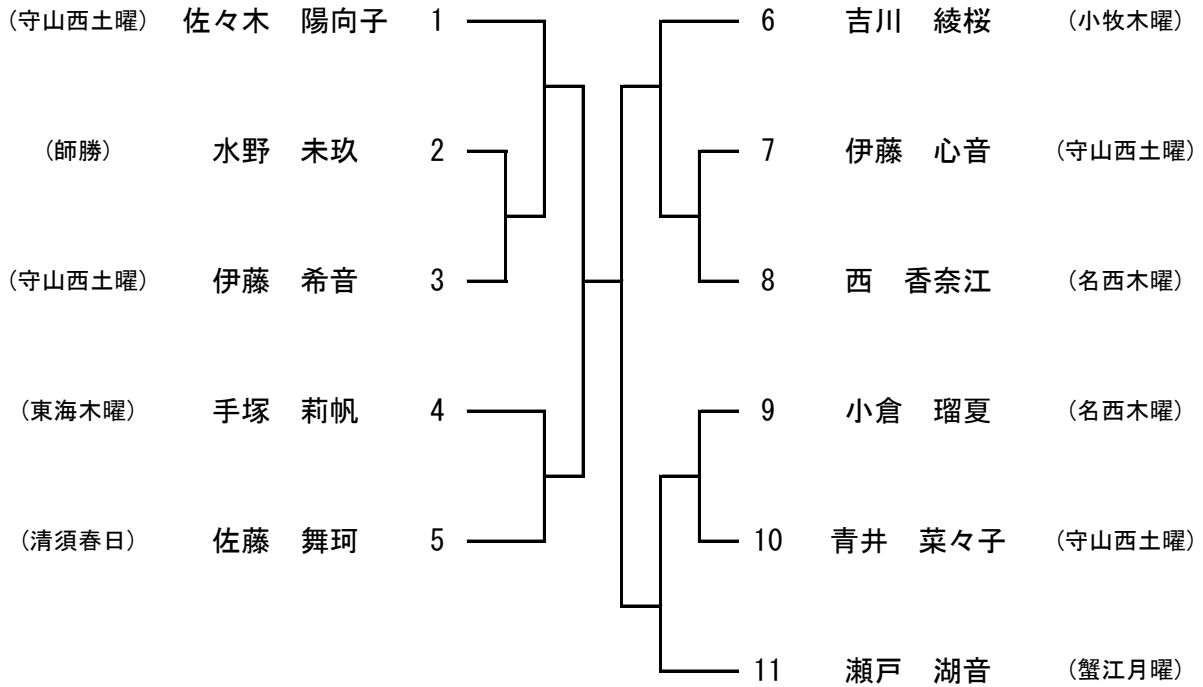 (守山西土曜) 佐々木 陽向子 1
(師勝) 水野 未玖 2
(守山西土曜) 伊藤 希音 3
(東海木曜) 手塚 莉帆 4
(清須春日) 佐藤 舞珂 5
6 吉川 綾桜 (小牧木曜)
7 伊藤 心音 (守山西土曜)
8 西 香奈江 (名西木曜)
9 小倉 瑠夏 (名西木曜)
10 青井 菜々子 (守山西土曜)
11 瀬戸 湖音 (蟹江月曜)